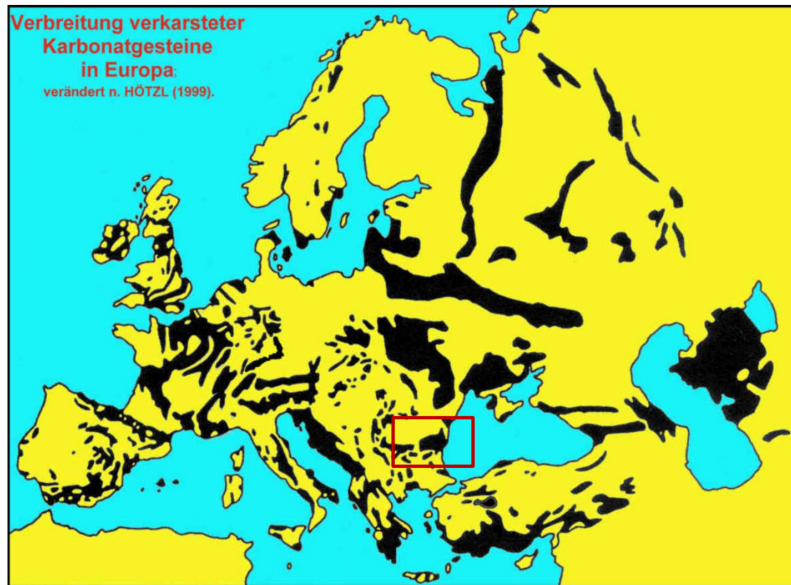 Verbreitung verkarsteter
Karbonatgesteine
in Europa:
verändert n. HÖTZL (1999).